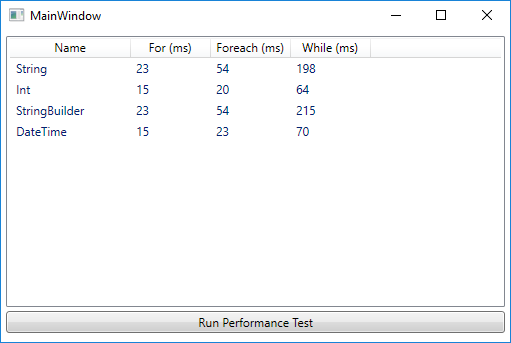 MainWindow
Name For (ms) Foreach (ms) While (ms)
String 23 54 198
Int 15 20 64
StringBuilder 23 54 215
DateTime 15 23 70
Run Performance Test